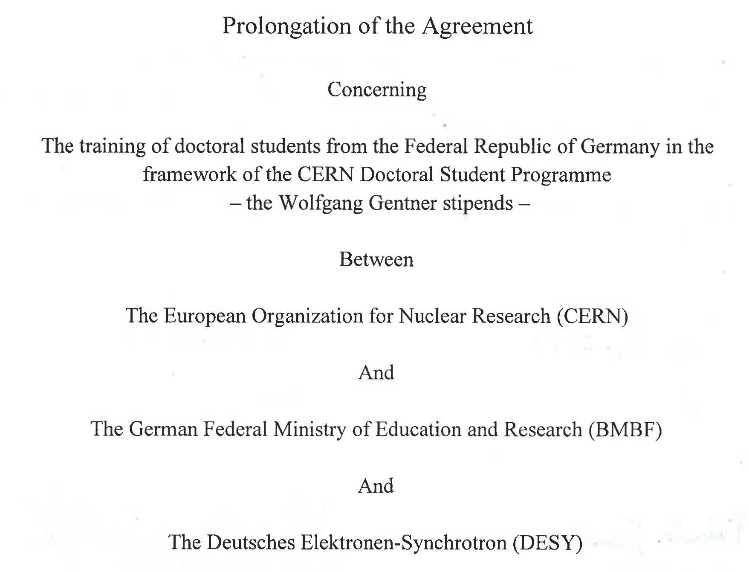 Prolongation of the Agreement
Concerning
The training of doctoral students from the Federal Republic of Germany in the
framework of the CERN Doctoral Student Programme
– the Wolfgang Gentner stipends –
Between
The European Organization for Nuclear Research (CERN)
And
The German Federal Ministry of Education and Research (BMBF)
And
The Deutsches Elektronen-Synchrotron (DESY)